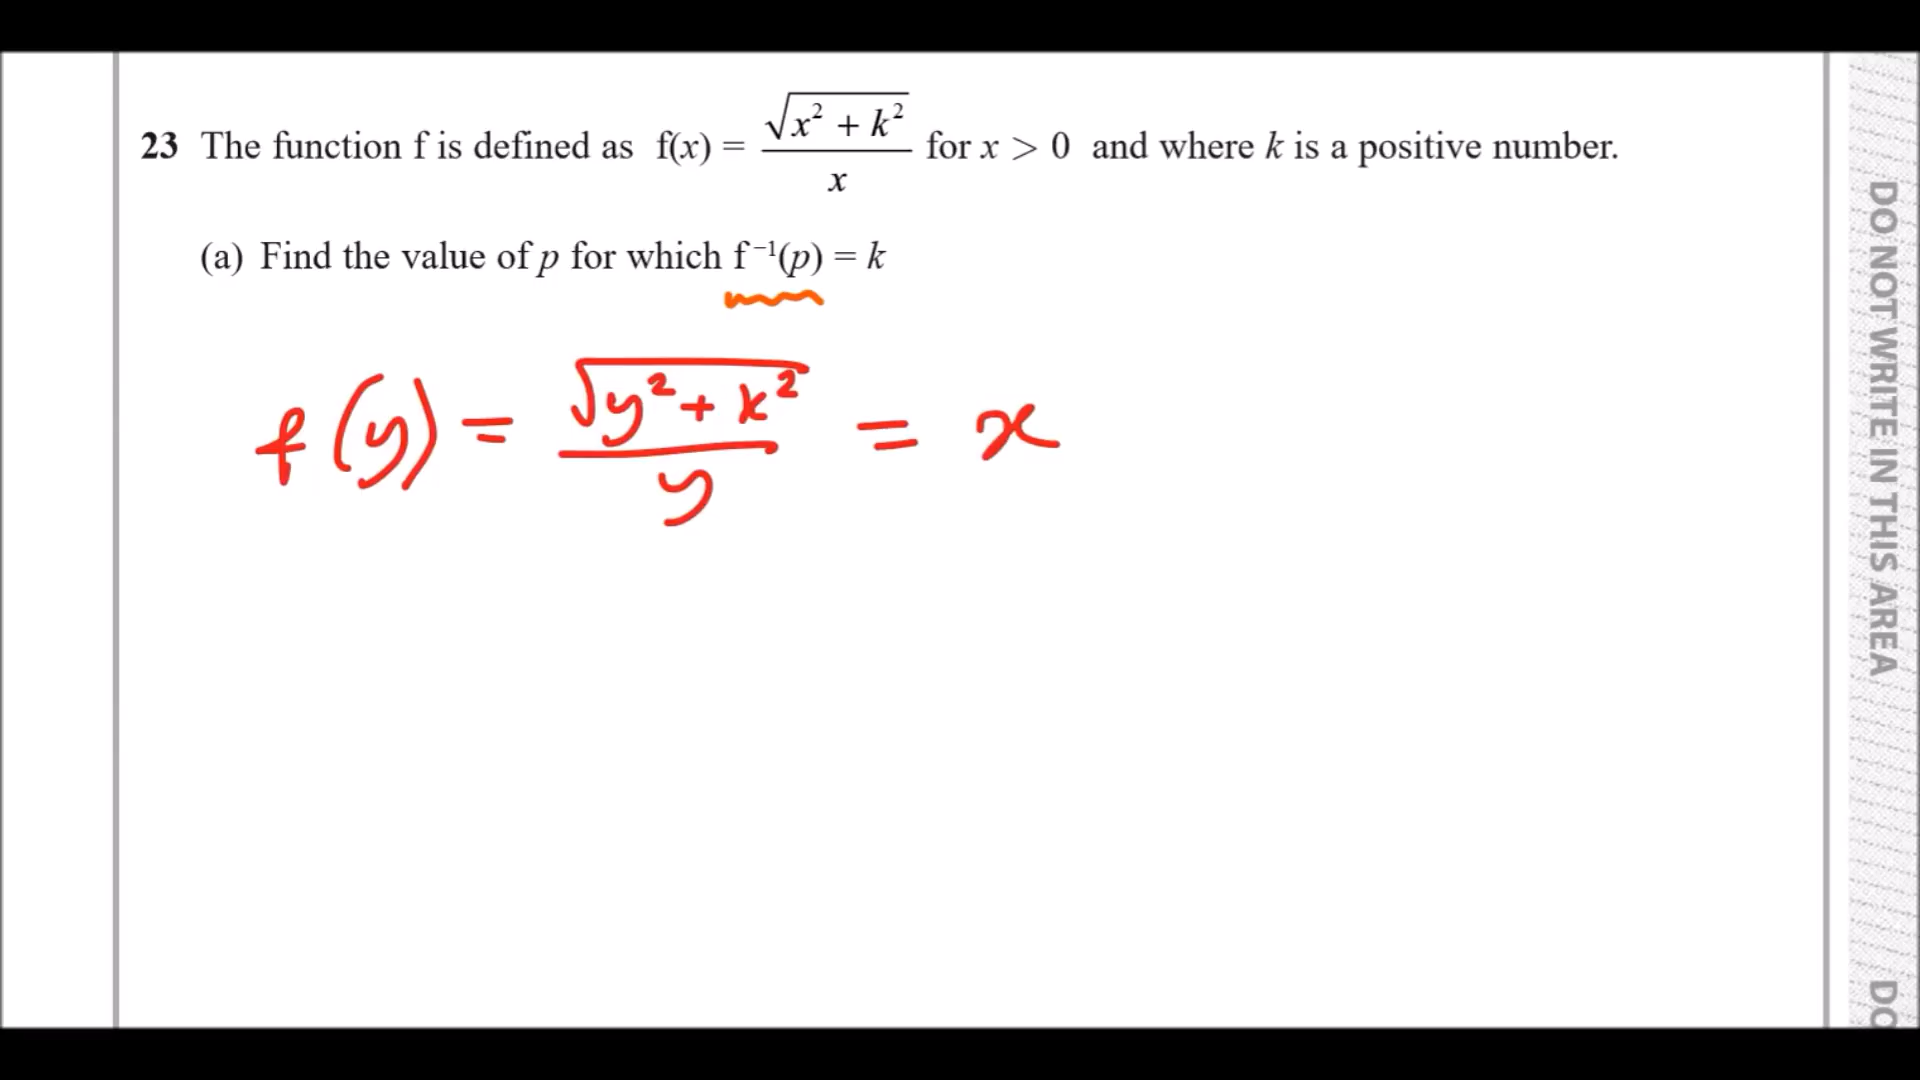 23 The function f is defined as f(x) = √(x² + k²) / x for x > 0 and where k is a positive number.
(a) Find the value of p for which f⁻¹(p) = k
f(y) = √(y² + k²) / y = x
DO NOT WRITE IN THIS AREA
DO